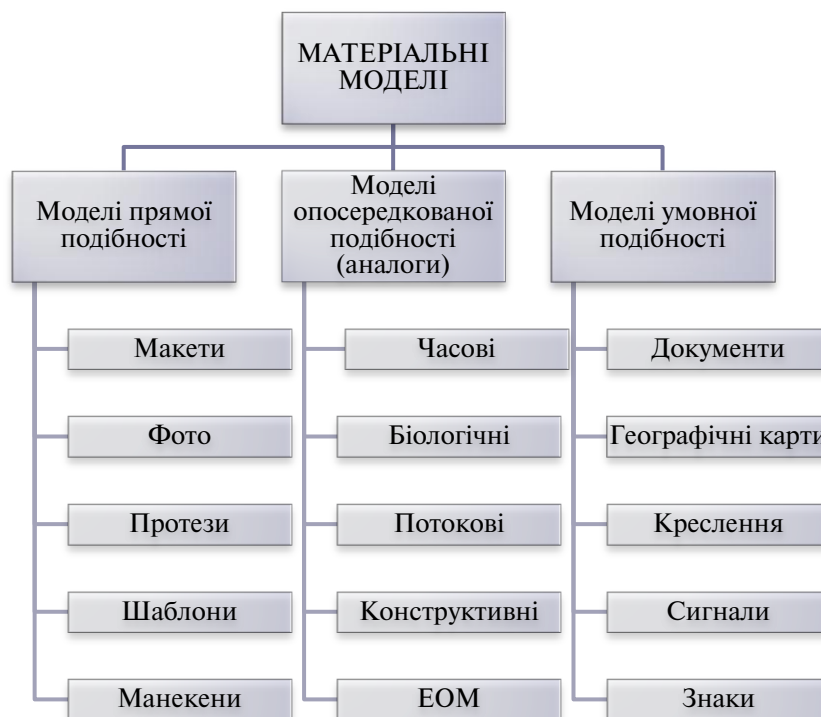 МАТЕРІАЛЬНІ
МОДЕЛІ
Моделі прямої
подібності
Макети
Фото
Протези
Шаблони
Манекени
Моделі
опосередкованої
подібності
(аналоги)
Часові
Біологічні
Потокові
Конструктивні
ЕОМ
Моделі умовної
подібності
Документи
Географічні карти
Креслення
Сигнали
Знаки